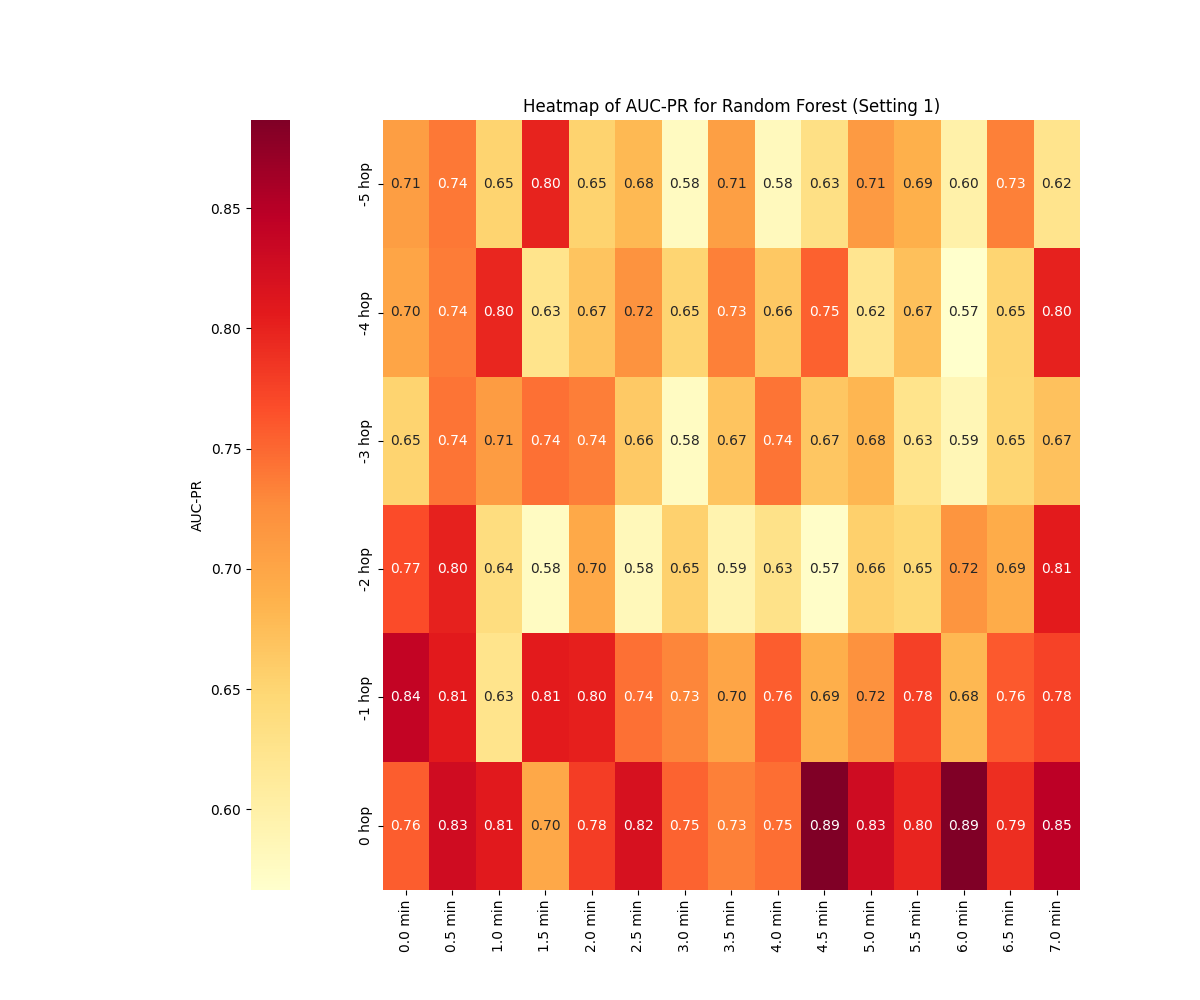 Heatmap of AUC-PR for Random Forest (Setting 1)
AUC-PR
0.85
0.80
0.75
0.70
0.65
0.60
-5 hop 0.71 0.74 0.65 0.80 0.65 0.68 0.58 0.71 0.58 0.63 0.71 0.69 0.60 0.73 0.62
-4 hop 0.70 0.74 0.80 0.63 0.67 0.72 0.65 0.73 0.66 0.75 0.62 0.67 0.57 0.65 0.80
-3 hop 0.65 0.74 0.71 0.74 0.74 0.66 0.58 0.67 0.74 0.67 0.68 0.63 0.59 0.65 0.67
-2 hop 0.77 0.80 0.64 0.58 0.70 0.58 0.65 0.59 0.63 0.57 0.66 0.65 0.72 0.69 0.81
-1 hop 0.84 0.81 0.63 0.81 0.80 0.74 0.73 0.70 0.76 0.69 0.72 0.78 0.68 0.76 0.78
0 hop 0.76 0.83 0.81 0.70 0.78 0.82 0.75 0.73 0.75 0.89 0.83 0.80 0.89 0.79 0.85
0.0 min 0.5 min 1.0 min 1.5 min 2.0 min 2.5 min 3.0 min 3.5 min 4.0 min 4.5 min 5.0 min 5.5 min 6.0 min 6.5 min 7.0 min